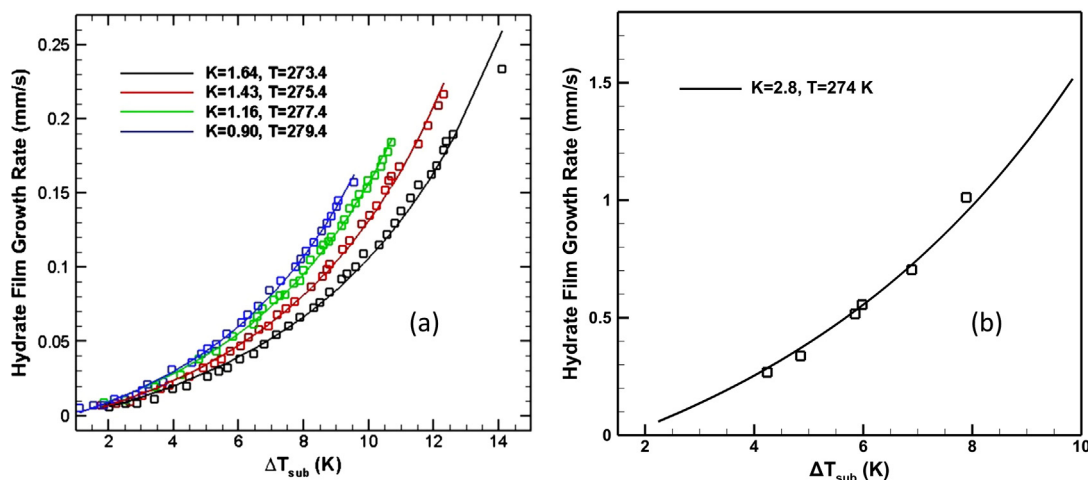 Hydrate Film Growth Rate (mm/s)
0.25
0.2
0.15
0.1
0.05
0
K=1.64, T=273.4
K=1.43, T=275.4
K=1.16, T=277.4
K=0.90, T=279.4
(a)
2 4 6 8 10 12 14
ΔTsub (K)
Hydrate Film Growth Rate (mm/s)
1.5
1
0.5
0
K=2.8, T=274 K
(b)
2 4 6 8 10
ΔTsub (K)